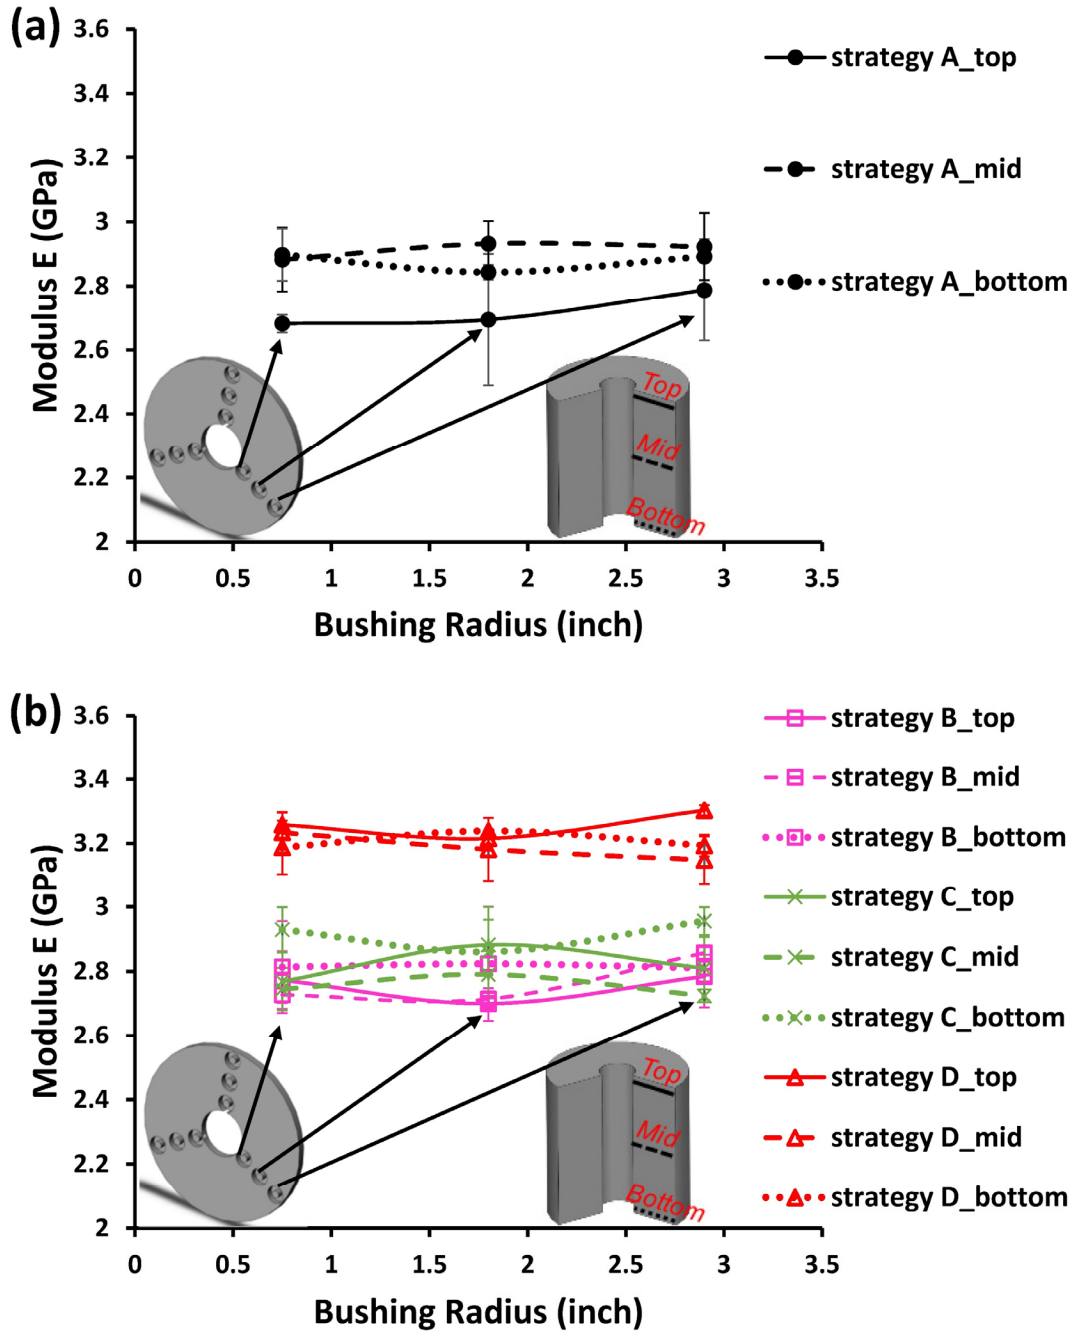 (a)
3.6
3.4
3.2
3
2.8
2.6
2.4
2.2
2
Modulus E (GPa)
0 0.5 1 1.5 2 2.5 3 3.5
Bushing Radius (inch)
Top
Mid
Bottom
strategy A_top
strategy A_mid
strategy A_bottom
(b)
3.6
3.4
3.2
3
2.8
2.6
2.4
2.2
2
Modulus E (GPa)
0 0.5 1 1.5 2 2.5 3 3.5
Bushing Radius (inch)
Top
Mid
Bottom
strategy B_top
strategy B_mid
strategy B_bottom
strategy C_top
strategy C_mid
strategy C_bottom
strategy D_top
strategy D_mid
strategy D_bottom